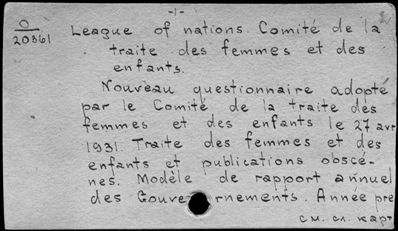 -1-
0
20361
League of nations. Comité de la
traite des femmes et des
enfants.
Nouveau questionnaire adopté
par le Comité de la traite des
femmes et des enfants le 27 avr
1931 Traite des femmes et des
enfants et publications obscè-
nes. Modèle de rapport annuel
des Gouvernements. Année pre
см. сл. карт